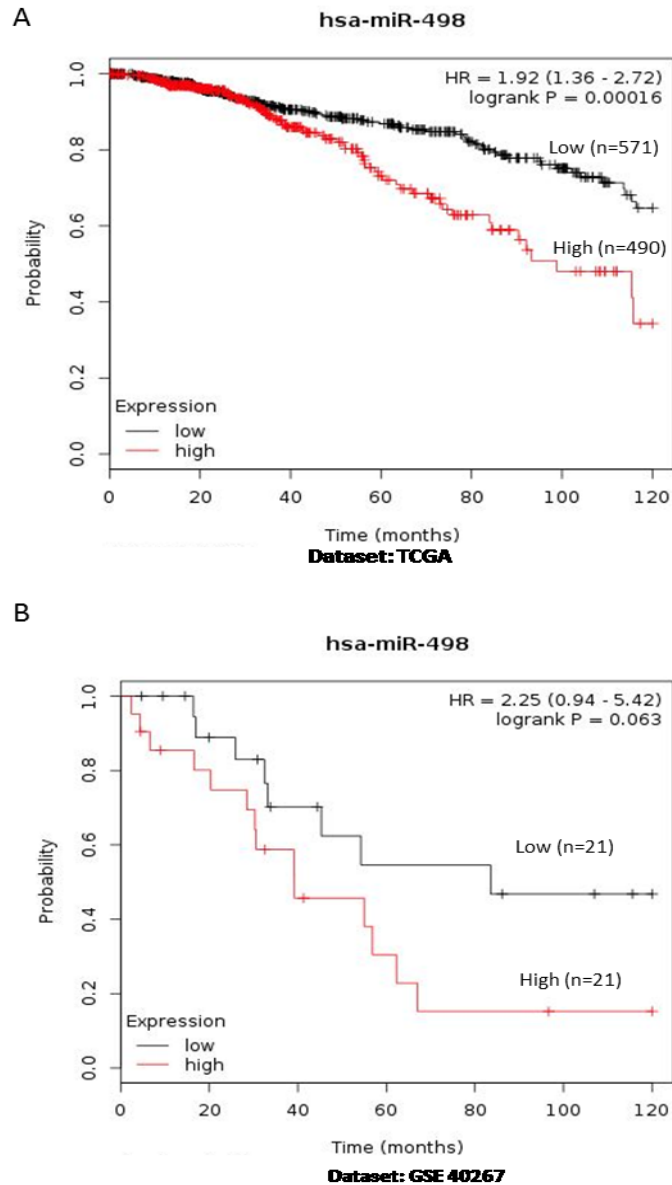 A
hsa-miR-498
HR = 1.92 (1.36 - 2.72)
logrank P = 0.00016
Low (n=571)
High (n=490)
Probability
1.0
0.8
0.6
0.4
0.2
0.0
Expression
low
high
0 20 40 60 80 100 120
Time (months)
Dataset: TCGA
B
hsa-miR-498
HR = 2.25 (0.94 - 5.42)
logrank P = 0.063
Low (n=21)
High (n=21)
Probability
1.0
0.8
0.6
0.4
0.2
0.0
Expression
low
high
0 20 40 60 80 100 120
Time (months)
Dataset: GSE 40267